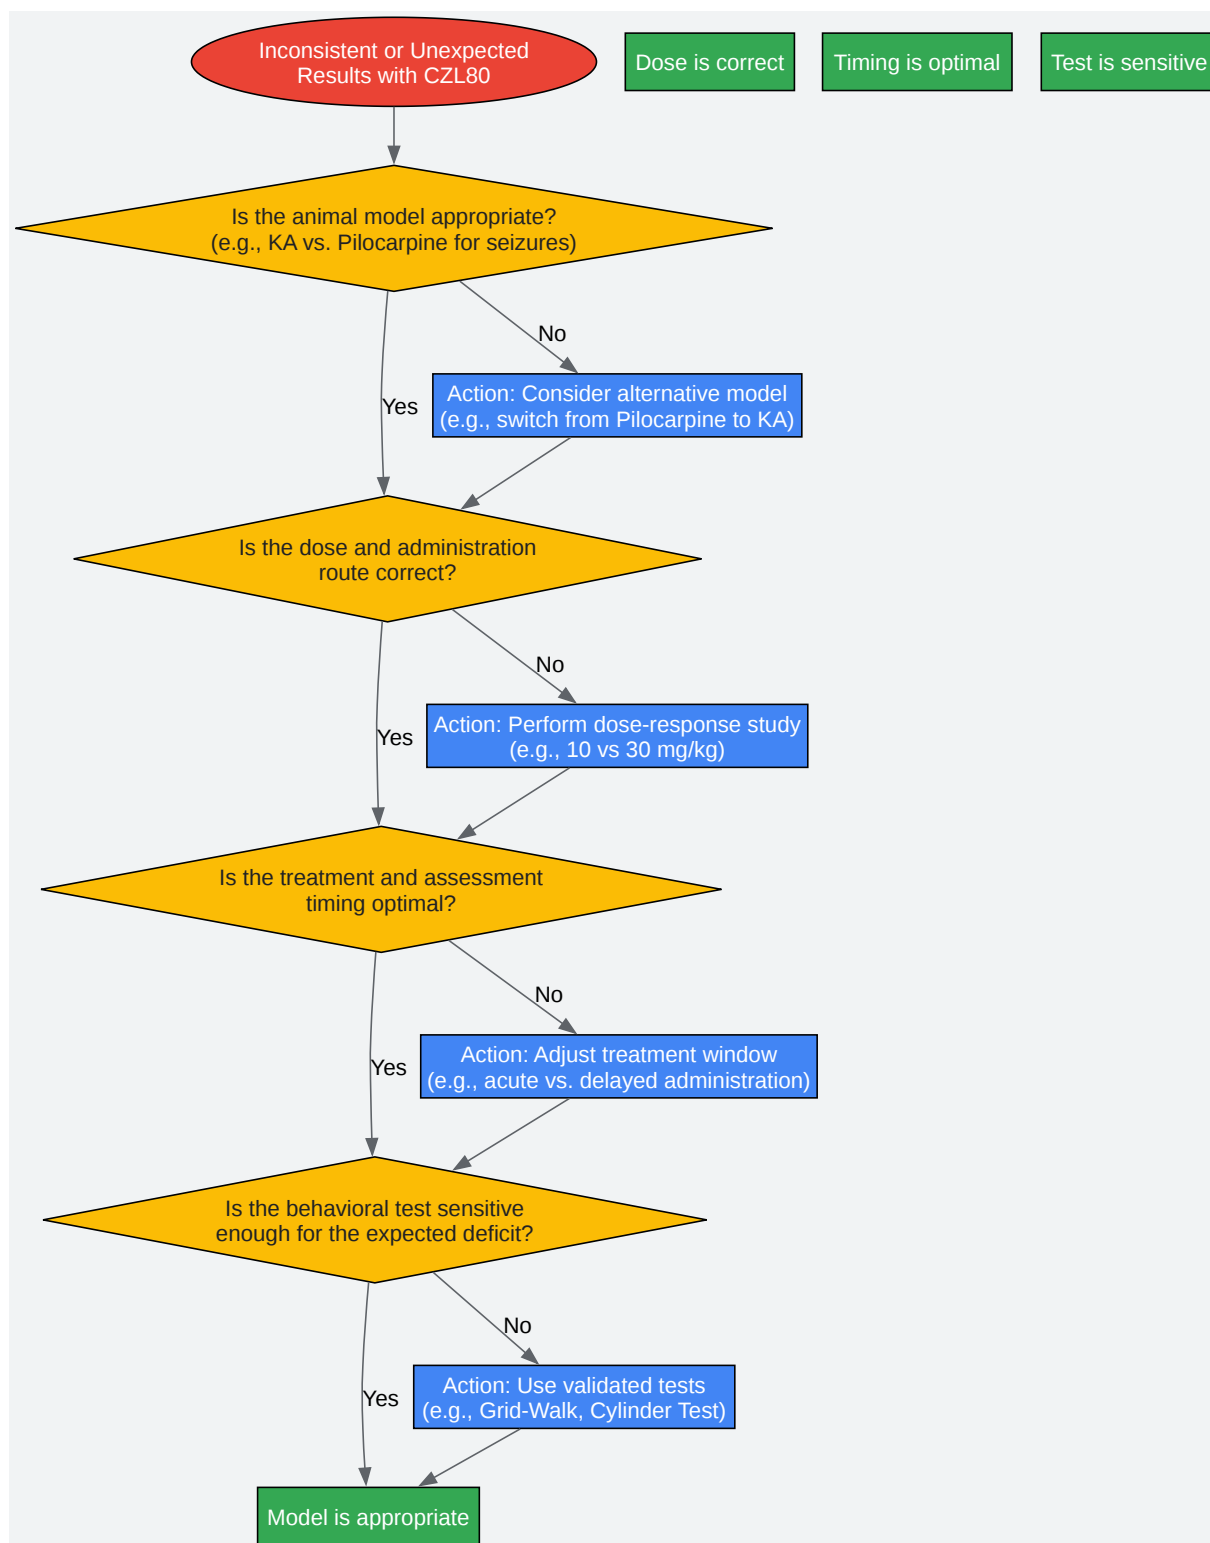 Inconsistent or Unexpected
Results with CZL80
Dose is correct
Timing is optimal
Test is sensitive
Is the animal model appropriate?
(e.g., KA vs. Pilocarpine for seizures)
No
Yes
Action: Consider alternative model
(e.g., switch from Pilocarpine to KA)
Is the dose and administration
route correct?
No
Yes
Action: Perform dose-response study
(e.g., 10 vs 30 mg/kg)
Is the treatment and assessment
timing optimal?
No
Yes
Action: Adjust treatment window
(e.g., acute vs. delayed administration)
Is the behavioral test sensitive
enough for the expected deficit?
No
Yes
Action: Use validated tests
(e.g., Grid-Walk, Cylinder Test)
Model is appropriate